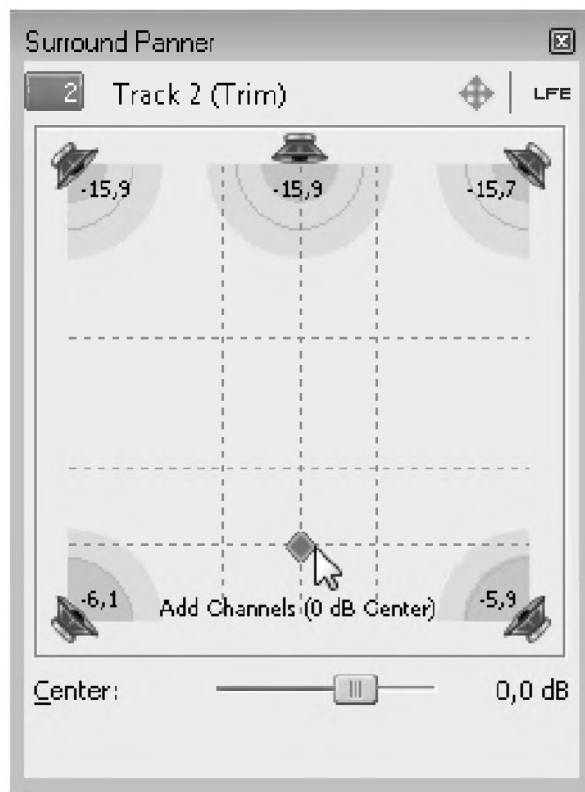 Surround Panner
2 Track 2 (Trim) LFE
-15,9 -15,9 -15,7
-6,1 Add Channels (0 dB Center) -5,9
Center: 0,0 dB